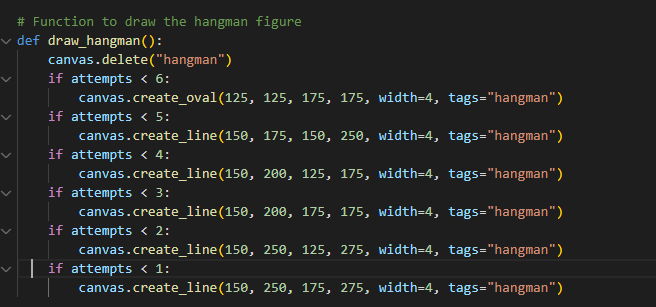 # Function to draw the hangman figure
def draw_hangman():
    canvas.delete("hangman")
    if attempts < 6:
        canvas.create_oval(125, 125, 175, 175, width=4, tags="hangman")
    if attempts < 5:
        canvas.create_line(150, 175, 150, 250, width=4, tags="hangman")
    if attempts < 4:
        canvas.create_line(150, 200, 125, 175, width=4, tags="hangman")
    if attempts < 3:
        canvas.create_line(150, 200, 175, 175, width=4, tags="hangman")
    if attempts < 2:
        canvas.create_line(150, 250, 125, 275, width=4, tags="hangman")
    if attempts < 1:
        canvas.create_line(150, 250, 175, 275, width=4, tags="hangman")